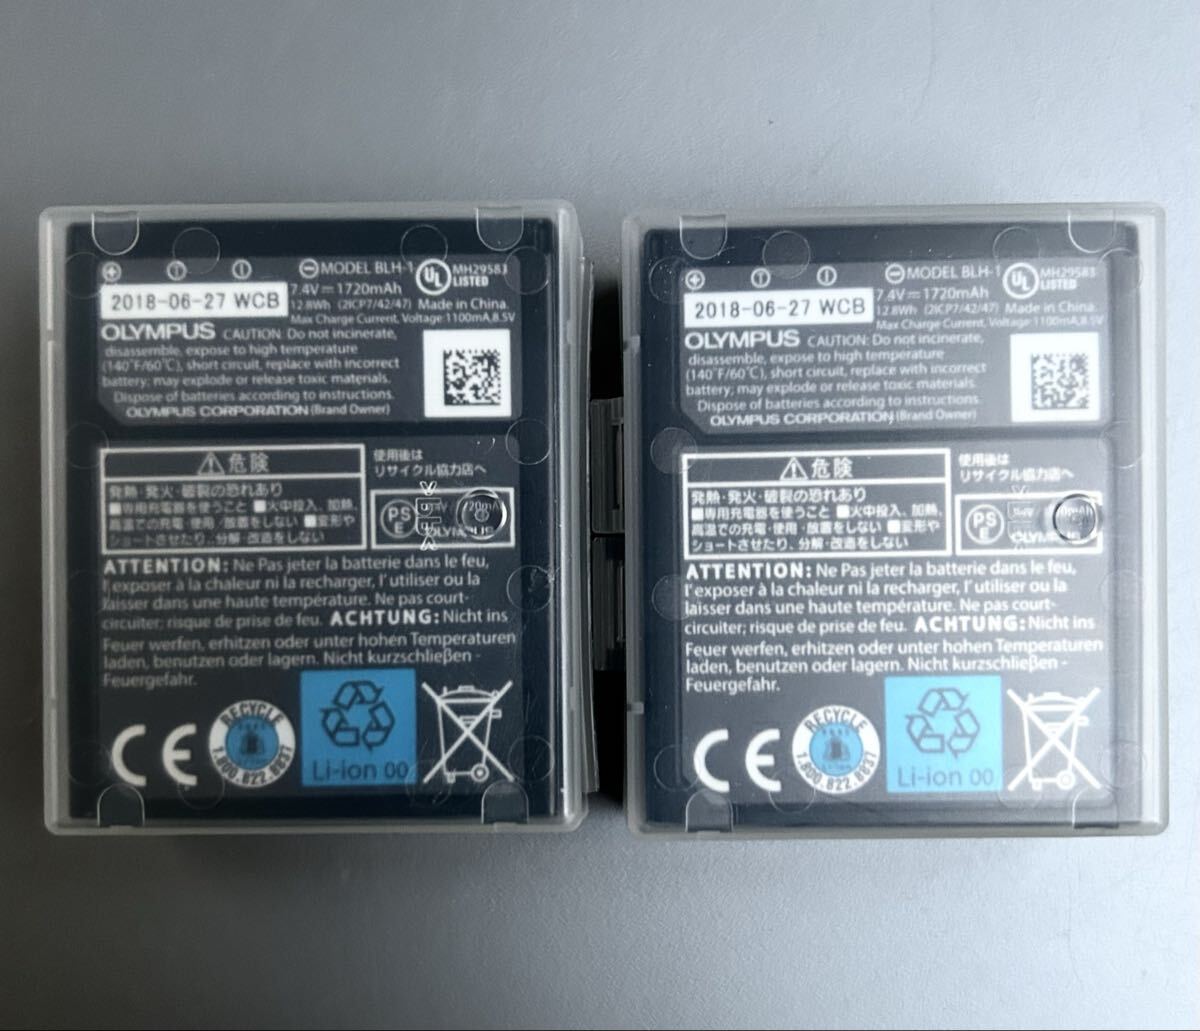 MODEL BLH-1
7.4V 1720mAh
2018-06-27 WCB
12.8Wh (2ICP7/42/47) Made in China.
Max Charge Current, Voltage:1100mA,8.5V
UL MH29583
LISTED
OLYMPUS CAUTION: Do not incinerate,
disassemble, expose to high temperature
(140°F/60℃), short circuit, replace with incorrect
battery; may explode or release toxic materials.
Dispose of batteries according to instructions.
OLYMPUS CORPORATION (Brand Owner)
危険
発熱・発火・破裂の恐れあり
■専用充電器を使うこと ■火中投入、加熱、
高温での充電・使用/放置をしない ■変形や
ショートさせたり、分解・改造をしない
使用後は
リサイクル協力店へ
PS
E
OLYMPUS
ATTENTION: Ne Pas jeter la batterie dans le feu,
l'exposer à la chaleur ni la recharger, l'utiliser ou la
laisser dans une haute température. Ne pas court-
circuiter; risque de prise de feu. ACHTUNG: Nicht ins
Feuer werfen, erhitzen oder unter hohen Temperaturen
laden, benutzen oder lagern. Nicht kurzschlieβen -
Feuergefahr.
CE
RECYCLE
1.800.822.8837
Li-ion 00
MODEL BLH-1
7.4V 1720mAh
2018-06-27 WCB
12.8Wh (2ICP7/42/47) Made in China.
Max Charge Current, Voltage:1100mA,8.5V
UL MH29583
LISTED
OLYMPUS CAUTION: Do not incinerate,
disassemble, expose to high temperature
(140°F/60℃), short circuit, replace with incorrect
battery; may explode or release toxic materials.
Dispose of batteries according to instructions.
OLYMPUS CORPORATION (Brand Owner)
危険
発熱・発火・破裂の恐れあり
■専用充電器を使うこと ■火中投入、加熱、
高温での充電・使用/放置をしない ■変形や
ショートさせたり、分解・改造をしない
使用後は
リサイクル協力店へ
PS
E
OLYMPUS
ATTENTION: Ne Pas jeter la batterie dans le feu,
l'exposer à la chaleur ni la recharger, l'utiliser ou la
laisser dans une haute température. Ne pas court-
circuiter; risque de prise de feu. ACHTUNG: Nicht ins
Feuer werfen, erhitzen oder unter hohen Temperaturen
laden, benutzen oder lagern. Nicht kurzschlieβen -
Feuergefahr.
CE
RECYCLE
1.800.822.8837
Li-ion 00